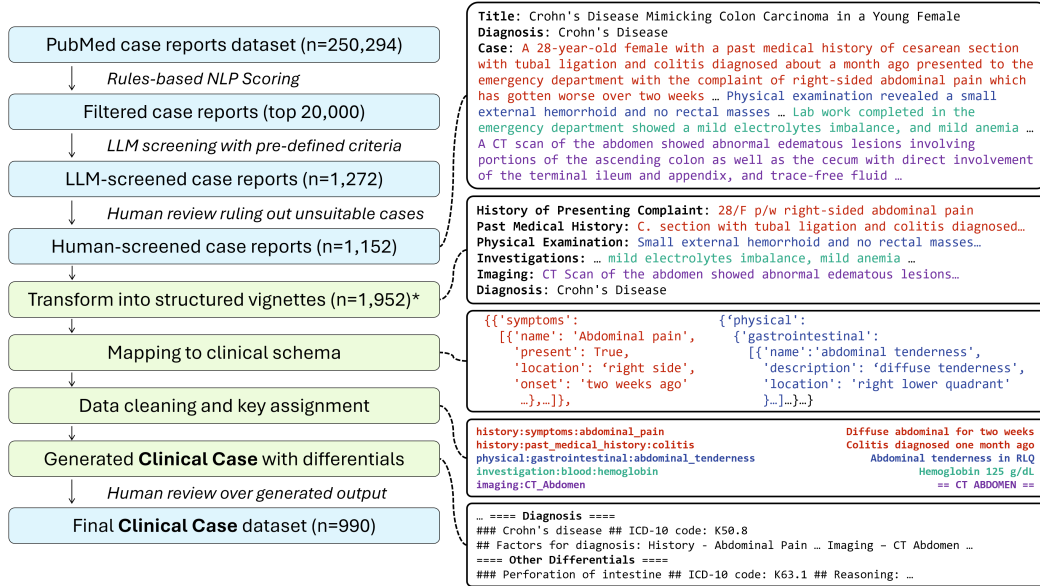 PubMed case reports dataset (n=250,294)
Rules-based NLP Scoring
Filtered case reports (top 20,000)
LLM screening with pre-defined criteria
LLM-screened case reports (n=1,272)
Human review ruling out unsuitable cases
Human-screened case reports (n=1,152)
Transform into structured vignettes (n=1,952)*
Mapping to clinical schema
Data cleaning and key assignment
Generated Clinical Case with differentials
Human review over generated output
Final Clinical Case dataset (n=990)
Title: Crohn's Disease Mimicking Colon Carcinoma in a Young Female
Diagnosis: Crohn's Disease
Case: A 28-year-old female with a past medical history of cesarean section
with tubal ligation and colitis diagnosed about a month ago presented to the
emergency department with the complaint of right-sided abdominal pain which
has gotten worse over two weeks … Physical examination revealed a small
external hemorrhoid and no rectal masses … Lab work completed in the
emergency department showed a mild electrolytes imbalance, and mild anemia …
A CT scan of the abdomen showed abnormal edematous lesions involving
portions of the ascending colon as well as the cecum with direct involvement
of the terminal ileum and appendix, and trace-free fluid …
History of Presenting Complaint: 28/F p/w right-sided abdominal pain
Past Medical History: C. section with tubal ligation and colitis diagnosed…
Physical Examination: Small external hemorrhoid and no rectal masses…
Investigations: … mild electrolytes imbalance, mild anemia …
Imaging: CT Scan of the abdomen showed abnormal edematous lesions…
Diagnosis: Crohn's Disease
{{'symptoms':
[{'name': 'Abdominal pain',
'present': True,
'location': ‘right side',
'onset': 'two weeks ago'
…},…]},
{‘physical':
{'gastrointestinal':
[{'name':'abdominal tenderness',
'description': ‘diffuse tenderness',
'location': 'right lower quadrant'
}…]…}…}
history:symptoms:abdominal_pain Diffuse abdominal for two weeks
history:past_medical_history:colitis Colitis diagnosed one month ago
physical:gastrointestinal:abdominal_tenderness Abdominal tenderness in RLQ
investigation:blood:hemoglobin Hemoglobin 125 g/dL
imaging:CT_Abdomen == CT ABDOMEN ==
… ==== Diagnosis ====
### Crohn's disease ## ICD-10 code: K50.8
## Factors for diagnosis: History - Abdominal Pain … Imaging – CT Abdomen …
==== Other Differentials ====
### Perforation of intestine ## ICD-10 code: K63.1 ## Reasoning: …